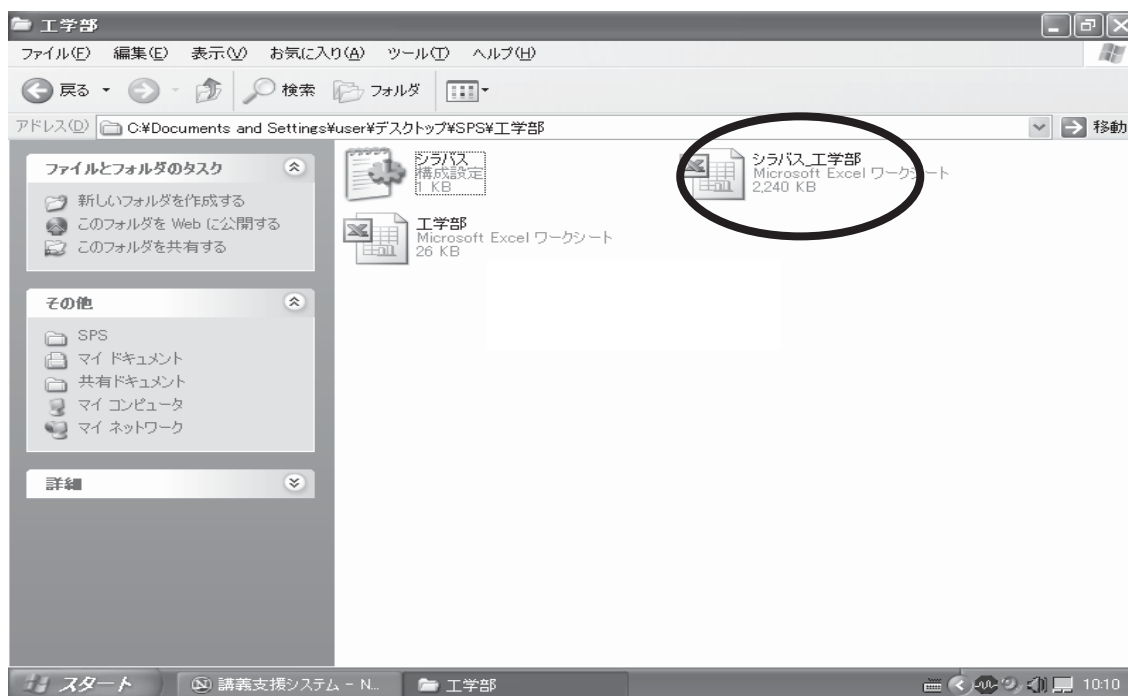 工学部
ファイル(F) 編集(E) 表示(V) お気に入り(A) ツール(T) ヘルプ(H)
戻る 検索 フォルダ
アドレス(D) C:¥Documents and Settings¥user¥デスクトップ¥SPS¥工学部 移動
ファイルとフォルダのタスク
新しいフォルダを作成する
このフォルダを Web に公開する
このフォルダを共有する
その他
SPS
マイ ドキュメント
共有ドキュメント
マイ コンピュータ
マイ ネットワーク
詳細
シラバス
構成設定
1 KB
シラバス_工学部
Microsoft Excel ワークシート
2,240 KB
工学部
Microsoft Excel ワークシート
26 KB
スタート 講義支援システム - N... 工学部 10:10